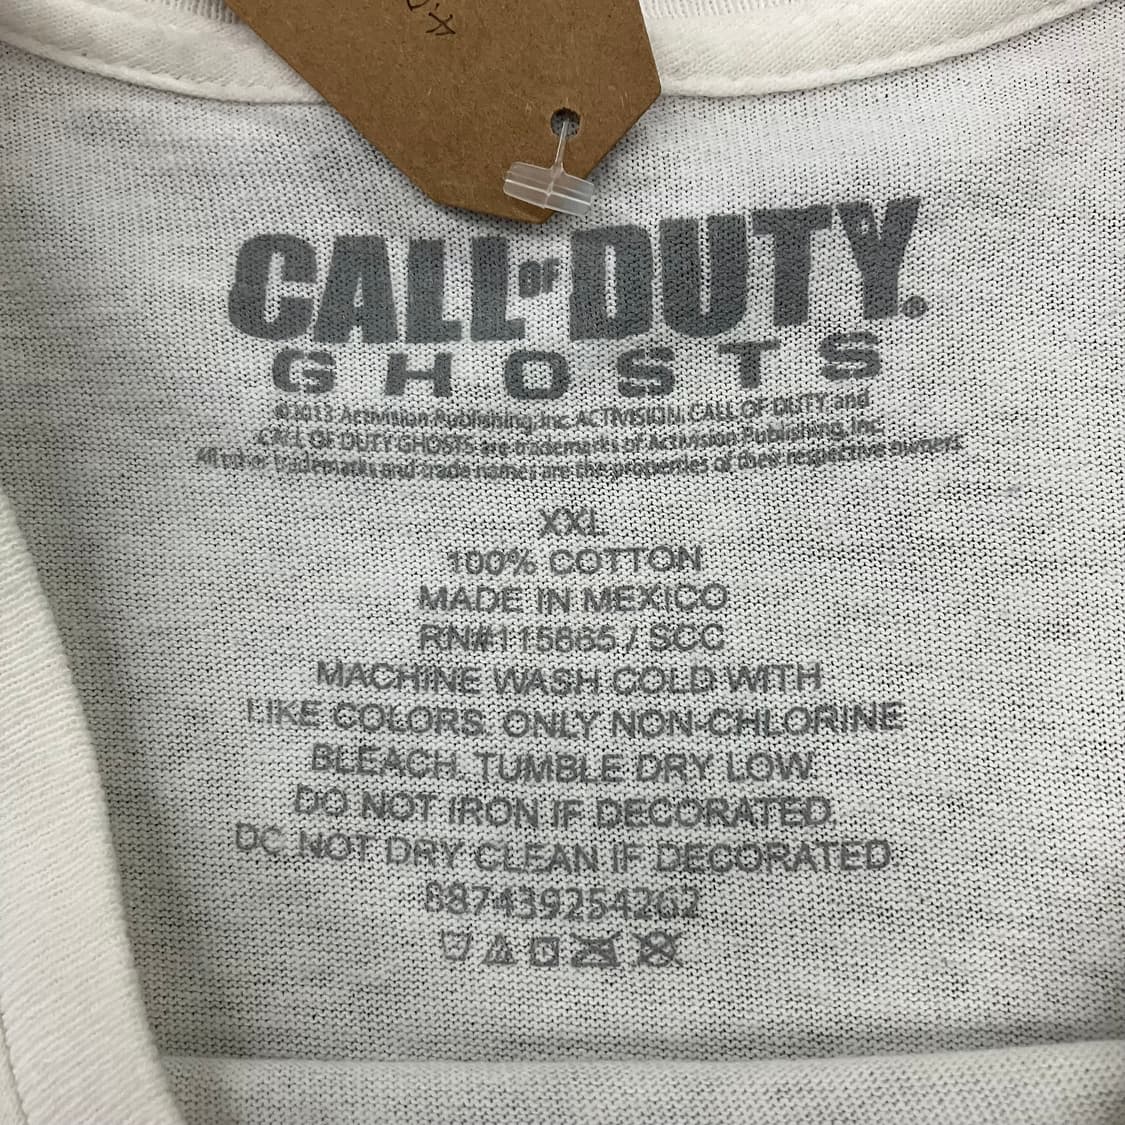 CALL OF DUTY®
GHOSTS
©2013 Activision Publishing, Inc. ACTIVISION, CALL OF DUTY, and
CALL OF DUTY GHOSTS are trademarks of Activision Publishing, Inc.
All other trademarks and trade names are the properties of their respective owners
XXL
100% COTTON
MADE IN MEXICO
RN#115665 / SCC
MACHINE WASH COLD WITH
LIKE COLORS. ONLY NON-CHLORINE
BLEACH. TUMBLE DRY LOW.
DO NOT IRON IF DECORATED.
DO NOT DRY CLEAN IF DECORATED.
887439254262